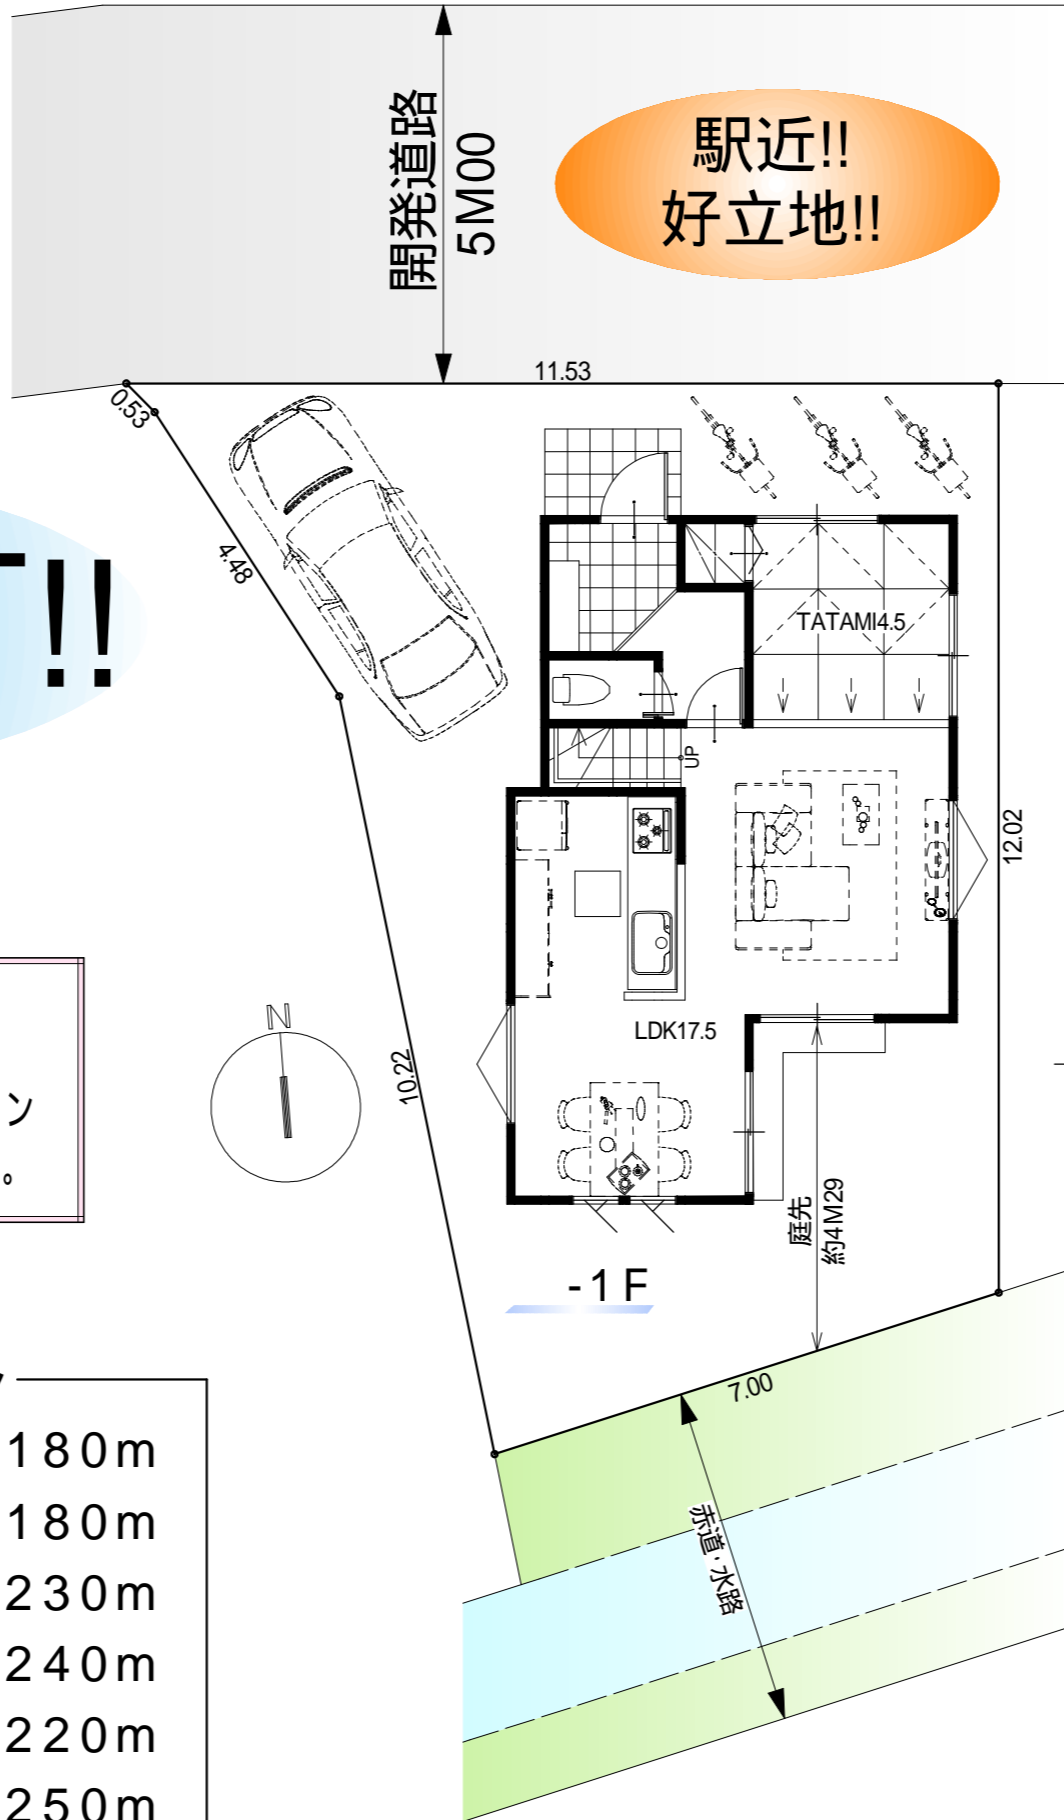 開発道路
5M00
駅近!!
好立地!!
11.53
0.53
4.48
!!
TATAMI4.5
UP
12.02
LDK17.5
N
10.22
ン
。
庭先
約4M29
-1F
7.00
赤道・水路
180m
180m
230m
240m
220m
250m